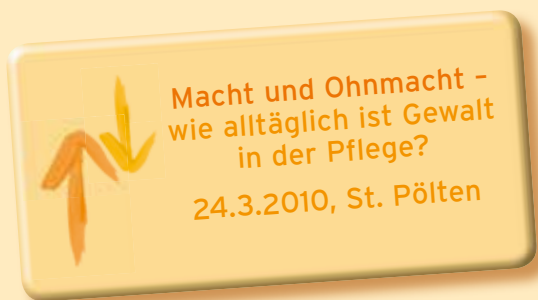 Macht und Ohnmacht –
wie alltäglich ist Gewalt
in der Pflege?
24.3.2010, St. Pölten